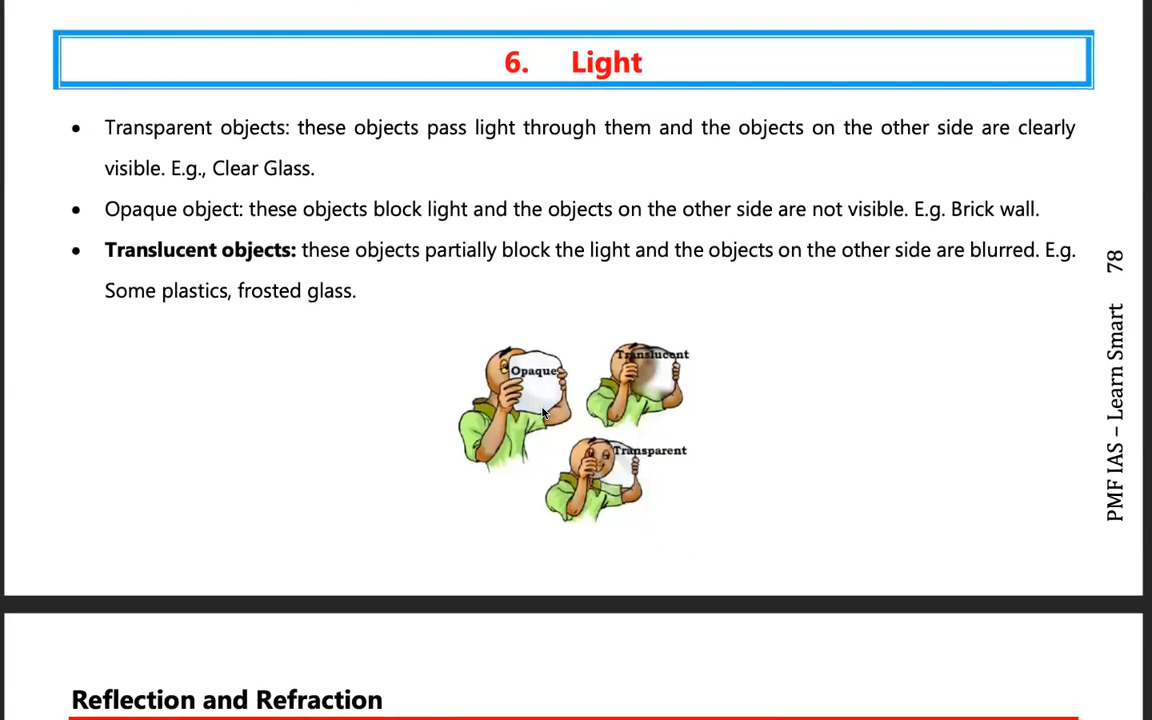 6. Light
• Transparent objects: these objects pass light through them and the objects on the other side are clearly
visible. E.g., Clear Glass.
• Opaque object: these objects block light and the objects on the other side are not visible. E.g. Brick wall.
• Translucent objects: these objects partially block the light and the objects on the other side are blurred. E.g.
Some plastics, frosted glass.
Translucent
Opaque
Transparent
PMF IAS – Learn Smart 78
Reflection and Refraction